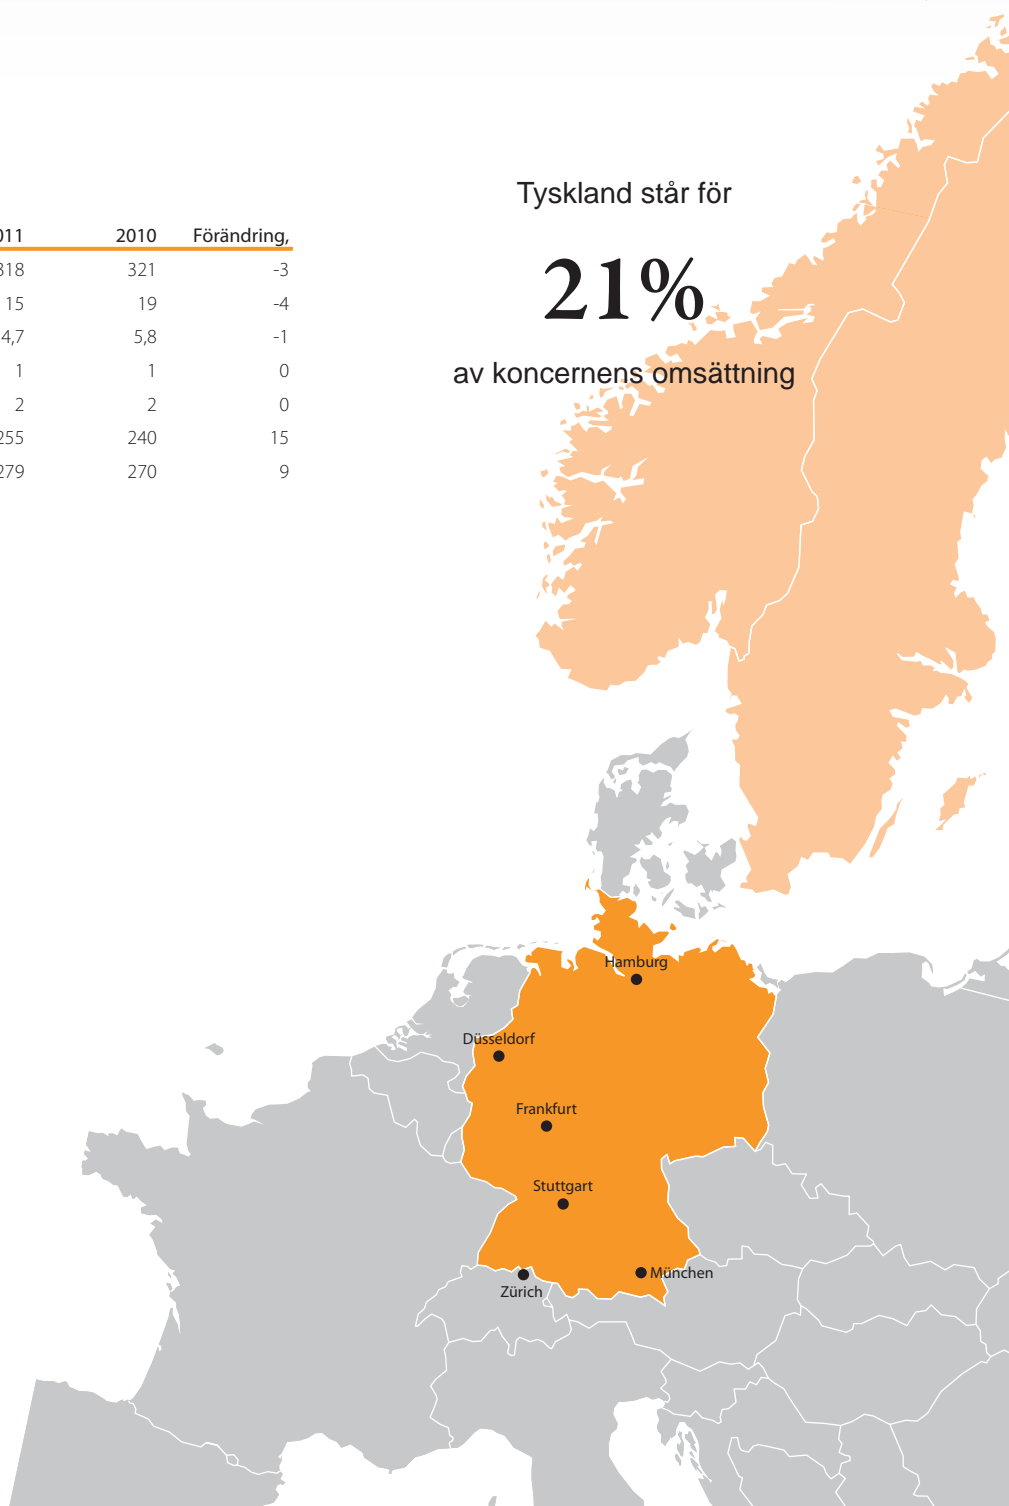 Tyskland står för
21%
av koncernens omsättning
011 2010 Förändring,
318 321 -3
15 19 -4
4,7 5,8 -1
1 1 0
2 2 0
255 240 15
279 270 9
Hamburg
Düsseldorf
Frankfurt
Stuttgart
München
Zürich